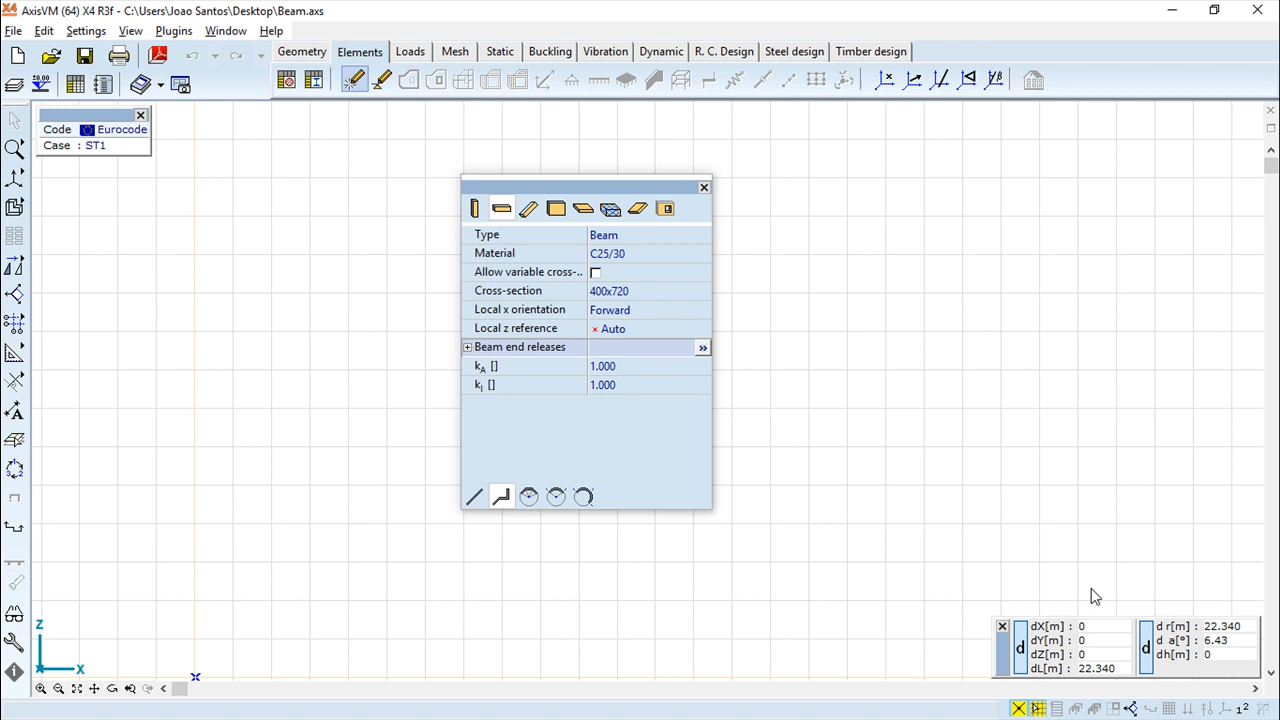 AxisVM (64) X4 R3f - C:\Users\Joao Santos\Desktop\Beam.axs
File Edit Settings View Plugins Window Help
Geometry Elements Loads Mesh Static Buckling Vibration Dynamic R. C. Design Steel design Timber design
Code Eurocode
Case : ST1
Type Beam
Material C25/30
Allow variable cross-..
Cross-section 400x720
Local x orientation Forward
Local z reference × Auto
Beam end releases »
kA [] 1.000
kI [] 1.000
Z
X
d
dX[m] : 0
dY[m] : 0
dZ[m] : 0
dL[m] : 22.340
d
d r[m] : 22.340
d a[°] : 6.43
dh[m] : 0